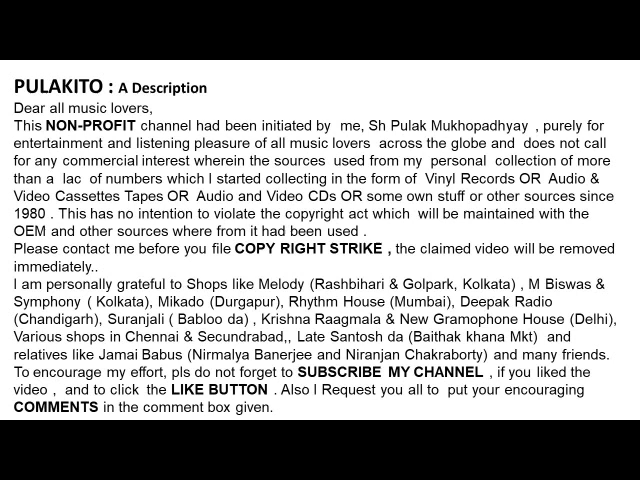 PULAKITO : A Description
Dear all music lovers,
This NON-PROFIT channel had been initiated by me, Sh Pulak Mukhopadhyay , purely for
entertainment and listening pleasure of all music lovers across the globe and does not call
for any commercial interest wherein the sources used from my personal collection of more
than a lac of numbers which I started collecting in the form of Vinyl Records OR Audio &
Video Cassettes Tapes OR Audio and Video CDs OR some own stuff or other sources since
1980 . This has no intention to violate the copyright act which will be maintained with the
OEM and other sources where from it had been used .
Please contact me before you file COPY RIGHT STRIKE , the claimed video will be removed
immediately..
I am personally grateful to Shops like Melody (Rashbihari & Golpark, Kolkata) , M Biswas &
Symphony ( Kolkata), Mikado (Durgapur), Rhythm House (Mumbai), Deepak Radio
(Chandigarh), Suranjali ( Babloo da) , Krishna Raagmala & New Gramophone House (Delhi),
Various shops in Chennai & Secundrabad,, Late Santosh da (Baithak khana Mkt) and
relatives like Jamai Babus (Nirmalya Banerjee and Niranjan Chakraborty) and many friends.
To encourage my effort, pls do not forget to SUBSCRIBE MY CHANNEL , if you liked the
video , and to click the LIKE BUTTON . Also I Request you all to put your encouraging
COMMENTS in the comment box given.